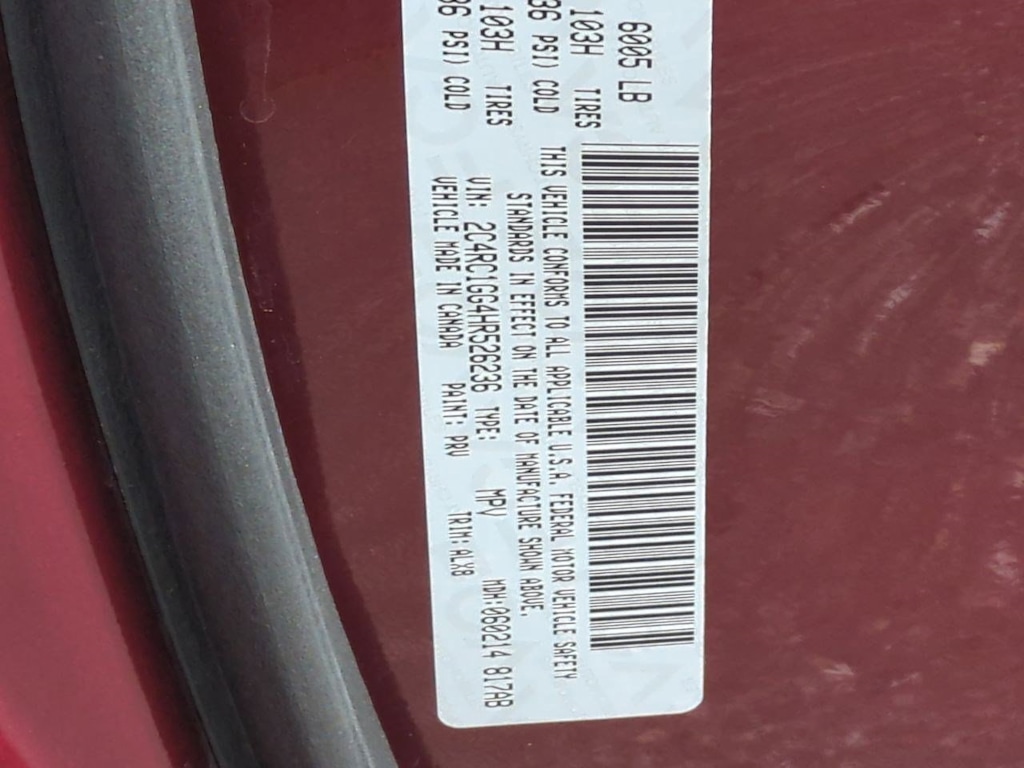 6005 LB
103H TIRES
36 PSI) COLD
103H TIRES
36 PSI) COLD
THIS VEHICLE CONFORMS TO ALL APPLICABLE U.S.A. FEDERAL MOTOR VEHICLE SAFETY
STANDARDS IN EFFECT ON THE DATE OF MANUFACTURE SHOWN ABOVE.
VIN: 2C4RC1GG4HR526236 TYPE: MPV MDH:060214 817AB
VEHICLE MADE IN CANADA PAINT: PRV TRIM:ALX8